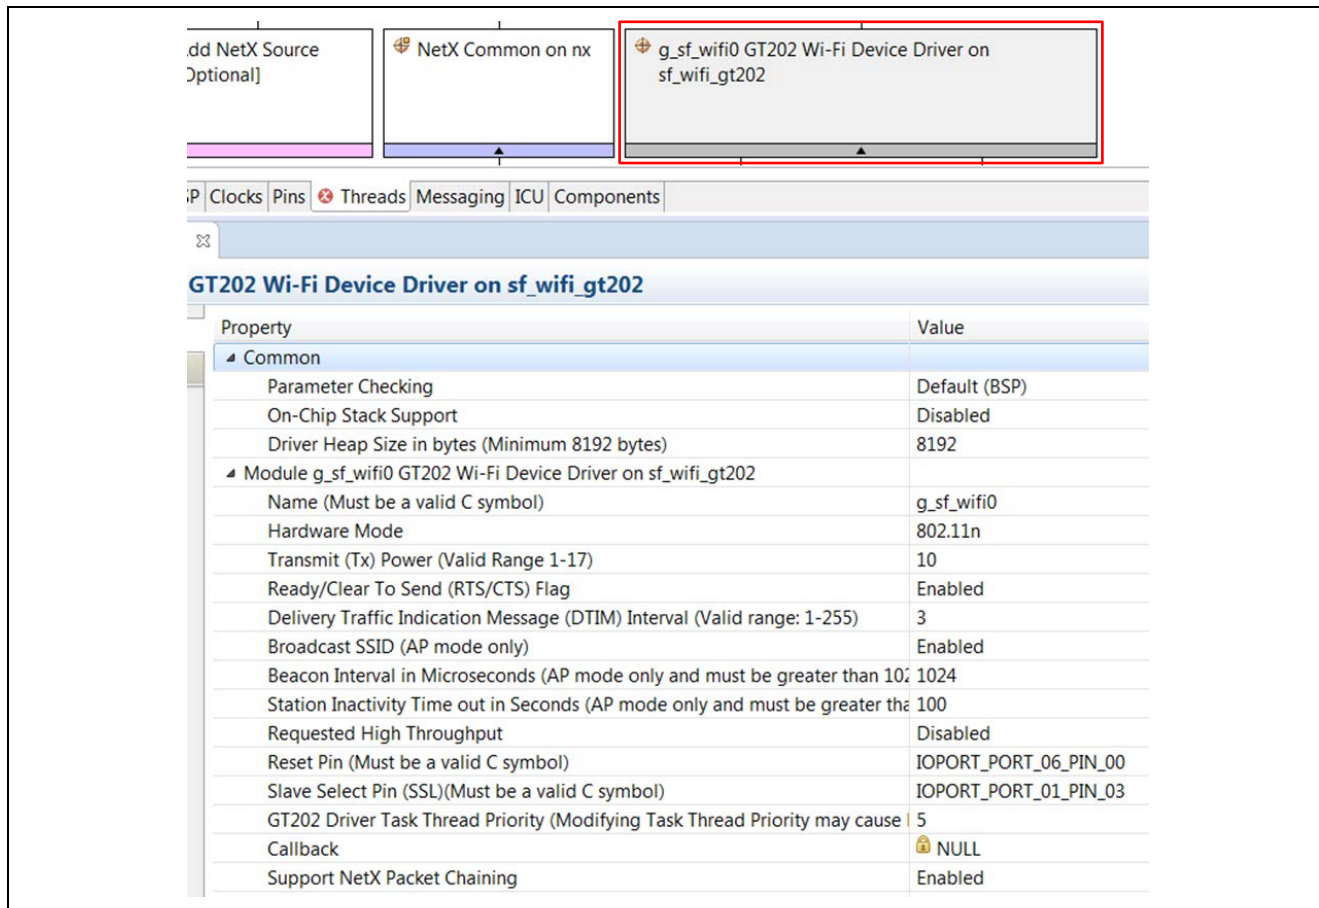 dd NetX Source
Optional]
NetX Common on nx
g_sf_wifi0 GT202 Wi-Fi Device Driver on
sf_wifi_gt202
P Clocks Pins Threads Messaging ICU Components
GT202 Wi-Fi Device Driver on sf_wifi_gt202
Property Value
Common
Parameter Checking Default (BSP)
On-Chip Stack Support Disabled
Driver Heap Size in bytes (Minimum 8192 bytes) 8192
Module g_sf_wifi0 GT202 Wi-Fi Device Driver on sf_wifi_gt202
Name (Must be a valid C symbol) g_sf_wifi0
Hardware Mode 802.11n
Transmit (Tx) Power (Valid Range 1-17) 10
Ready/Clear To Send (RTS/CTS) Flag Enabled
Delivery Traffic Indication Message (DTIM) Interval (Valid range: 1-255) 3
Broadcast SSID (AP mode only) Enabled
Beacon Interval in Microseconds (AP mode only and must be greater than 102 1024
Station Inactivity Time out in Seconds (AP mode only and must be greater tha 100
Requested High Throughput Disabled
Reset Pin (Must be a valid C symbol) IOPORT_PORT_06_PIN_00
Slave Select Pin (SSL)(Must be a valid C symbol) IOPORT_PORT_01_PIN_03
GT202 Driver Task Thread Priority (Modifying Task Thread Priority may cause 5
Callback NULL
Support NetX Packet Chaining Enabled